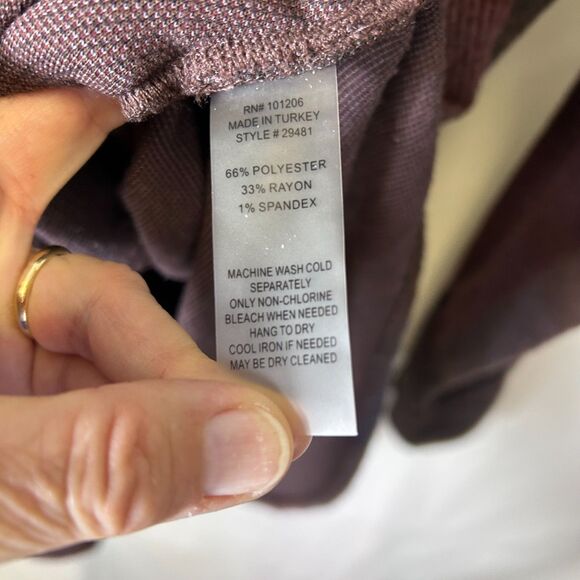 RN# 101206
MADE IN TURKEY
STYLE # 29481
66% POLYESTER
33% RAYON
1% SPANDEX
MACHINE WASH COLD
SEPARATELY
ONLY NON-CHLORINE
BLEACH WHEN NEEDED
HANG TO DRY
COOL IRON IF NEEDED
MAY BE DRY CLEANED